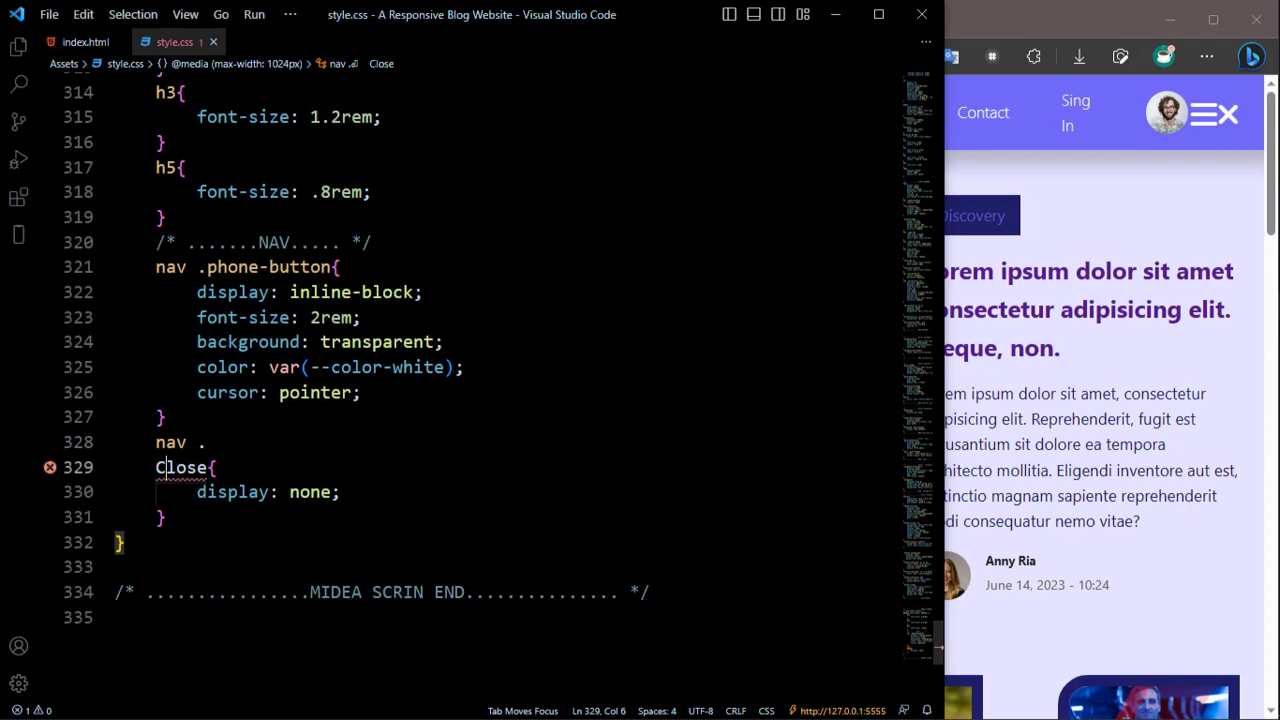 File Edit Selection View Go Run ··· style.css - A Responsive Blog Website - Visual Studio Code
index.html style.css 1
Assets > style.css > {} @media (max-width: 1024px) > nav . Close
314 h3{
315 font-size: 1.2rem;
316 }
317 h5{
318 font-size: .8rem;
319 }
320 /* .......NAV..... */
321 nav .phone-button{
322 display: inline-block;
323 font-size: 2rem;
324 background: transparent;
325 color: var(--color-white);
326 cursor: pointer;
327 }
328 nav .
329 Close{
330 display: none;
331 }
332 }
333
334 /* ...............MIDEA SCRIN END.............. */
335
1 0 Tab Moves Focus Ln 329, Col 6 Spaces: 4 UTF-8 CRLF CSS http://127.0.0.1:5555
Contact Sing In
Discovery
orem ipsum dolor sit amet
onsectetur adipisicing elit.
eque, non.
em ipsum dolor sit amet, consectetur
ipisicing elit. Reprehenderit, fugit sit
usantium sit dolore ea tempora
hitecto mollitia. Eligendi inventore aut est,
tinctio magnam sapiente reprehenderit
di consequatur nemo vitae?
Anny Ria
June 14, 2023 -